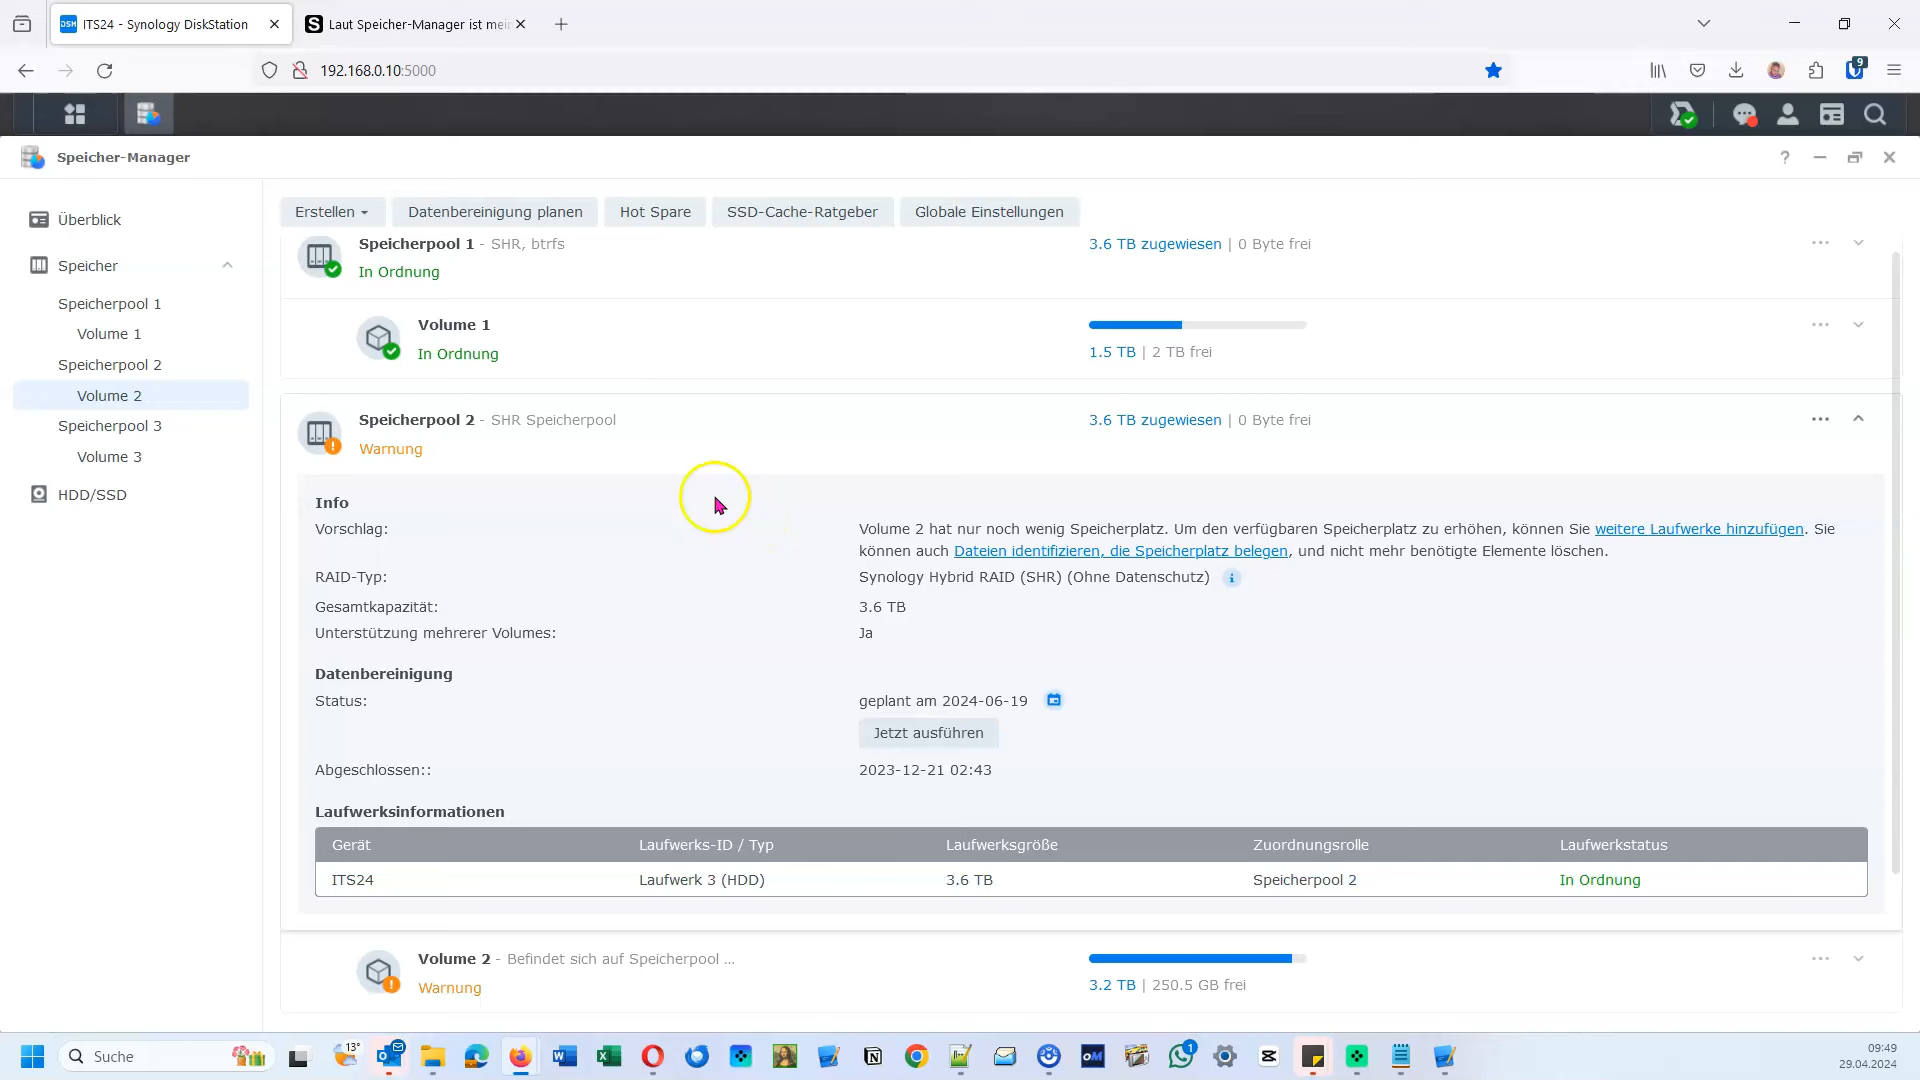 ITS24 - Synology DiskStation
Laut Speicher-Manager ist mei
192.168.0.10:5000
9
Speicher-Manager
Überblick
Speicher
Speicherpool 1
Volume 1
Speicherpool 2
Volume 2
Speicherpool 3
Volume 3
HDD/SSD
Erstellen
Datenbereinigung planen
Hot Spare
SSD-Cache-Ratgeber
Globale Einstellungen
Speicherpool 1 - SHR, btrfs
3.6 TB zugewiesen | 0 Byte frei
In Ordnung
Volume 1
In Ordnung
1.5 TB | 2 TB frei
Speicherpool 2 - SHR Speicherpool
3.6 TB zugewiesen | 0 Byte frei
Warnung
Info
Vorschlag:
Volume 2 hat nur noch wenig Speicherplatz. Um den verfügbaren Speicherplatz zu erhöhen, können Sie weitere Laufwerke hinzufügen. Sie
können auch Dateien identifizieren, die Speicherplatz belegen, und nicht mehr benötigte Elemente löschen.
RAID-Typ:
Synology Hybrid RAID (SHR) (Ohne Datenschutz)
Gesamtkapazität:
3.6 TB
Unterstützung mehrerer Volumes:
Ja
Datenbereinigung
Status:
geplant am 2024-06-19
Jetzt ausführen
Abgeschlossen::
2023-12-21 02:43
Laufwerksinformationen
Gerät
Laufwerks-ID / Typ
Laufwerksgröße
Zuordnungsrolle
Laufwerkstatus
ITS24
Laufwerk 3 (HDD)
3.6 TB
Speicherpool 2
In Ordnung
Volume 2 - Befindet sich auf Speicherpool ...
Warnung
3.2 TB | 250.5 GB frei
Suche
13°
1
09:49
29.04.2024